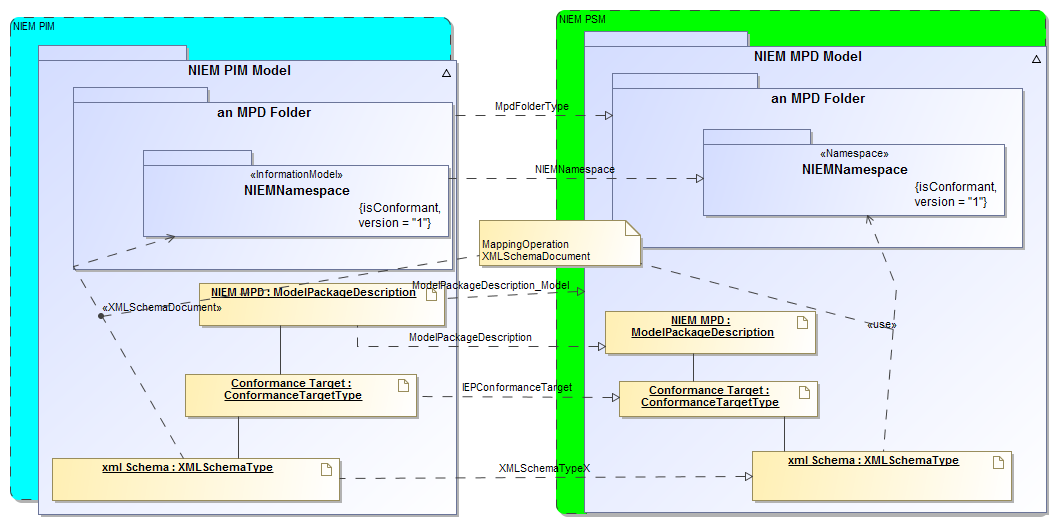 NIEM PIM
NIEM PIM Model
an MPD Folder
«InformationModel»
NIEMNamespace
{isConformant,
version = "1"}
«XMLSchemaDocument»
NIEM MPD: ModelPackageDescription
Conformance Target :
ConformanceTargetType
xml Schema : XMLSchemaType
MpdFolderType
NIEMNamespace
MappingOperation
XMLSchemaDocument
ModelPackageDescription_Model
ModelPackageDescription
IEPConformanceTarget
XMLSchemaTypeX
NIEM PSM
NIEM MPD Model
an MPD Folder
«Namespace»
NIEMNamespace
{isConformant,
version = "1"}
«use»
NIEM MPD :
ModelPackageDescription
Conformance Target :
ConformanceTargetType
xml Schema : XMLSchemaType